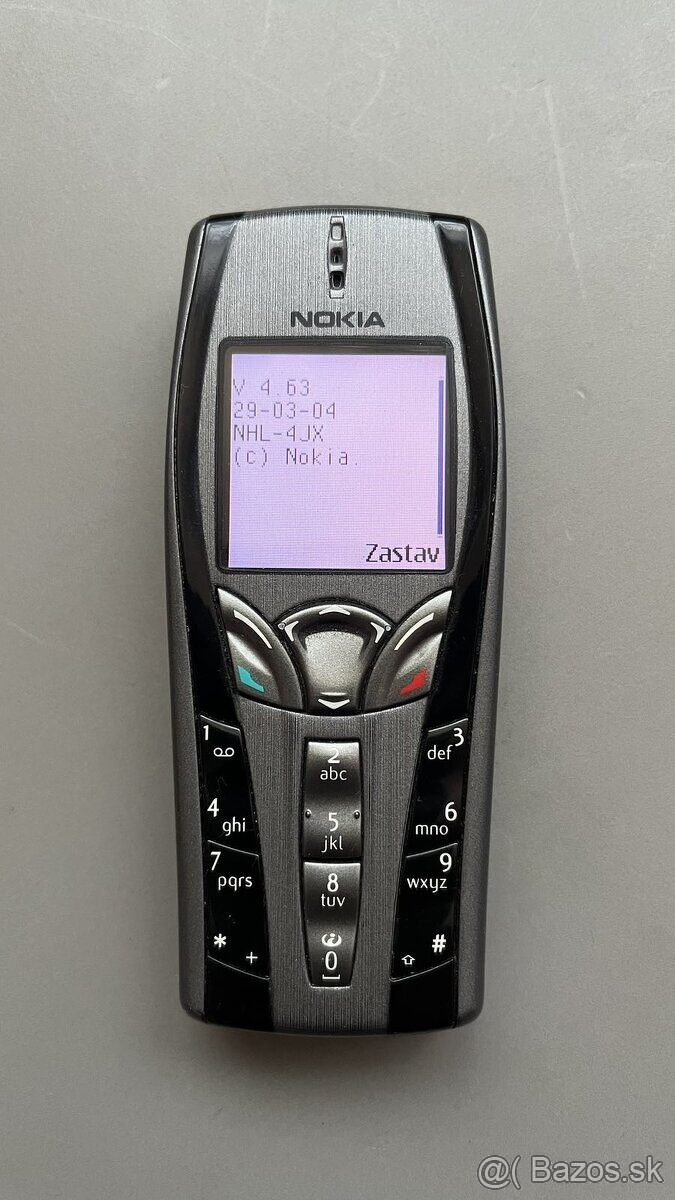 NOKIA
V 4.63
29-03-04
NHL-4JX
(c) Nokia.
Zastav
1
2 abc
def 3
4 ghi
5 jkl
mno 6
7 pqrs
8 tuv
9 wxyz
* +
0
#
@( Bazos.sk